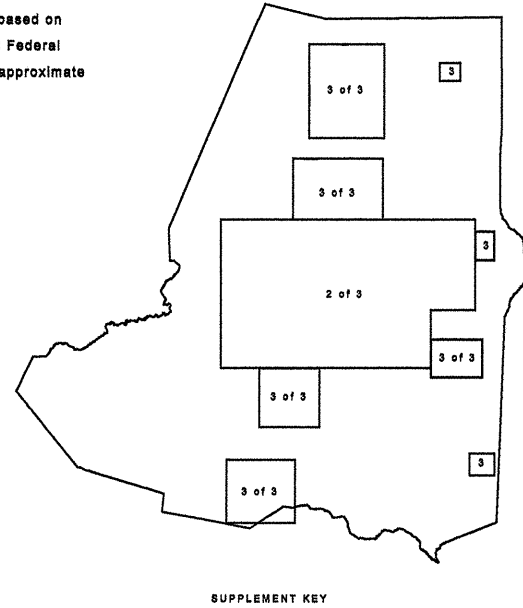 based on
Federal
approximate
3 of 3
3
3 of 3
3
2 of 3
3 of 3
3 of 3
3
3 of 3
SUPPLEMENT KEY